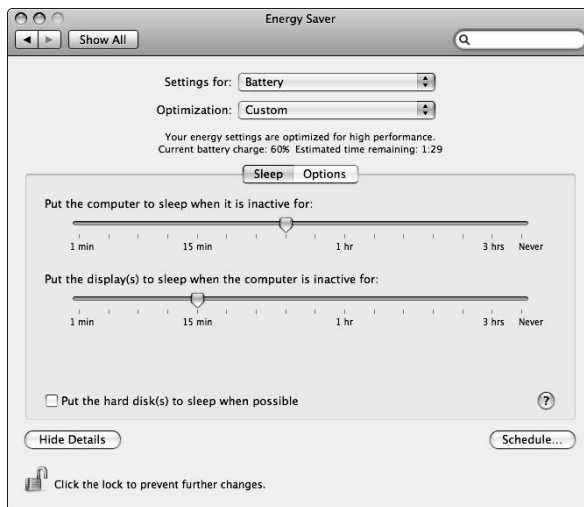 Energy Saver
Show All
Settings for: Battery
Optimization: Custom
Your energy settings are optimized for high performance.
Current battery charge: 60% Estimated time remaining: 1:29
Sleep Options
Put the computer to sleep when it is inactive for:
1 min 15 min 1 hr 3 hrs Never
Put the display(s) to sleep when the computer is inactive for:
1 min 15 min 1 hr 3 hrs Never
Put the hard disk(s) to sleep when possible ?
Hide Details Schedule...
Click the lock to prevent further changes.